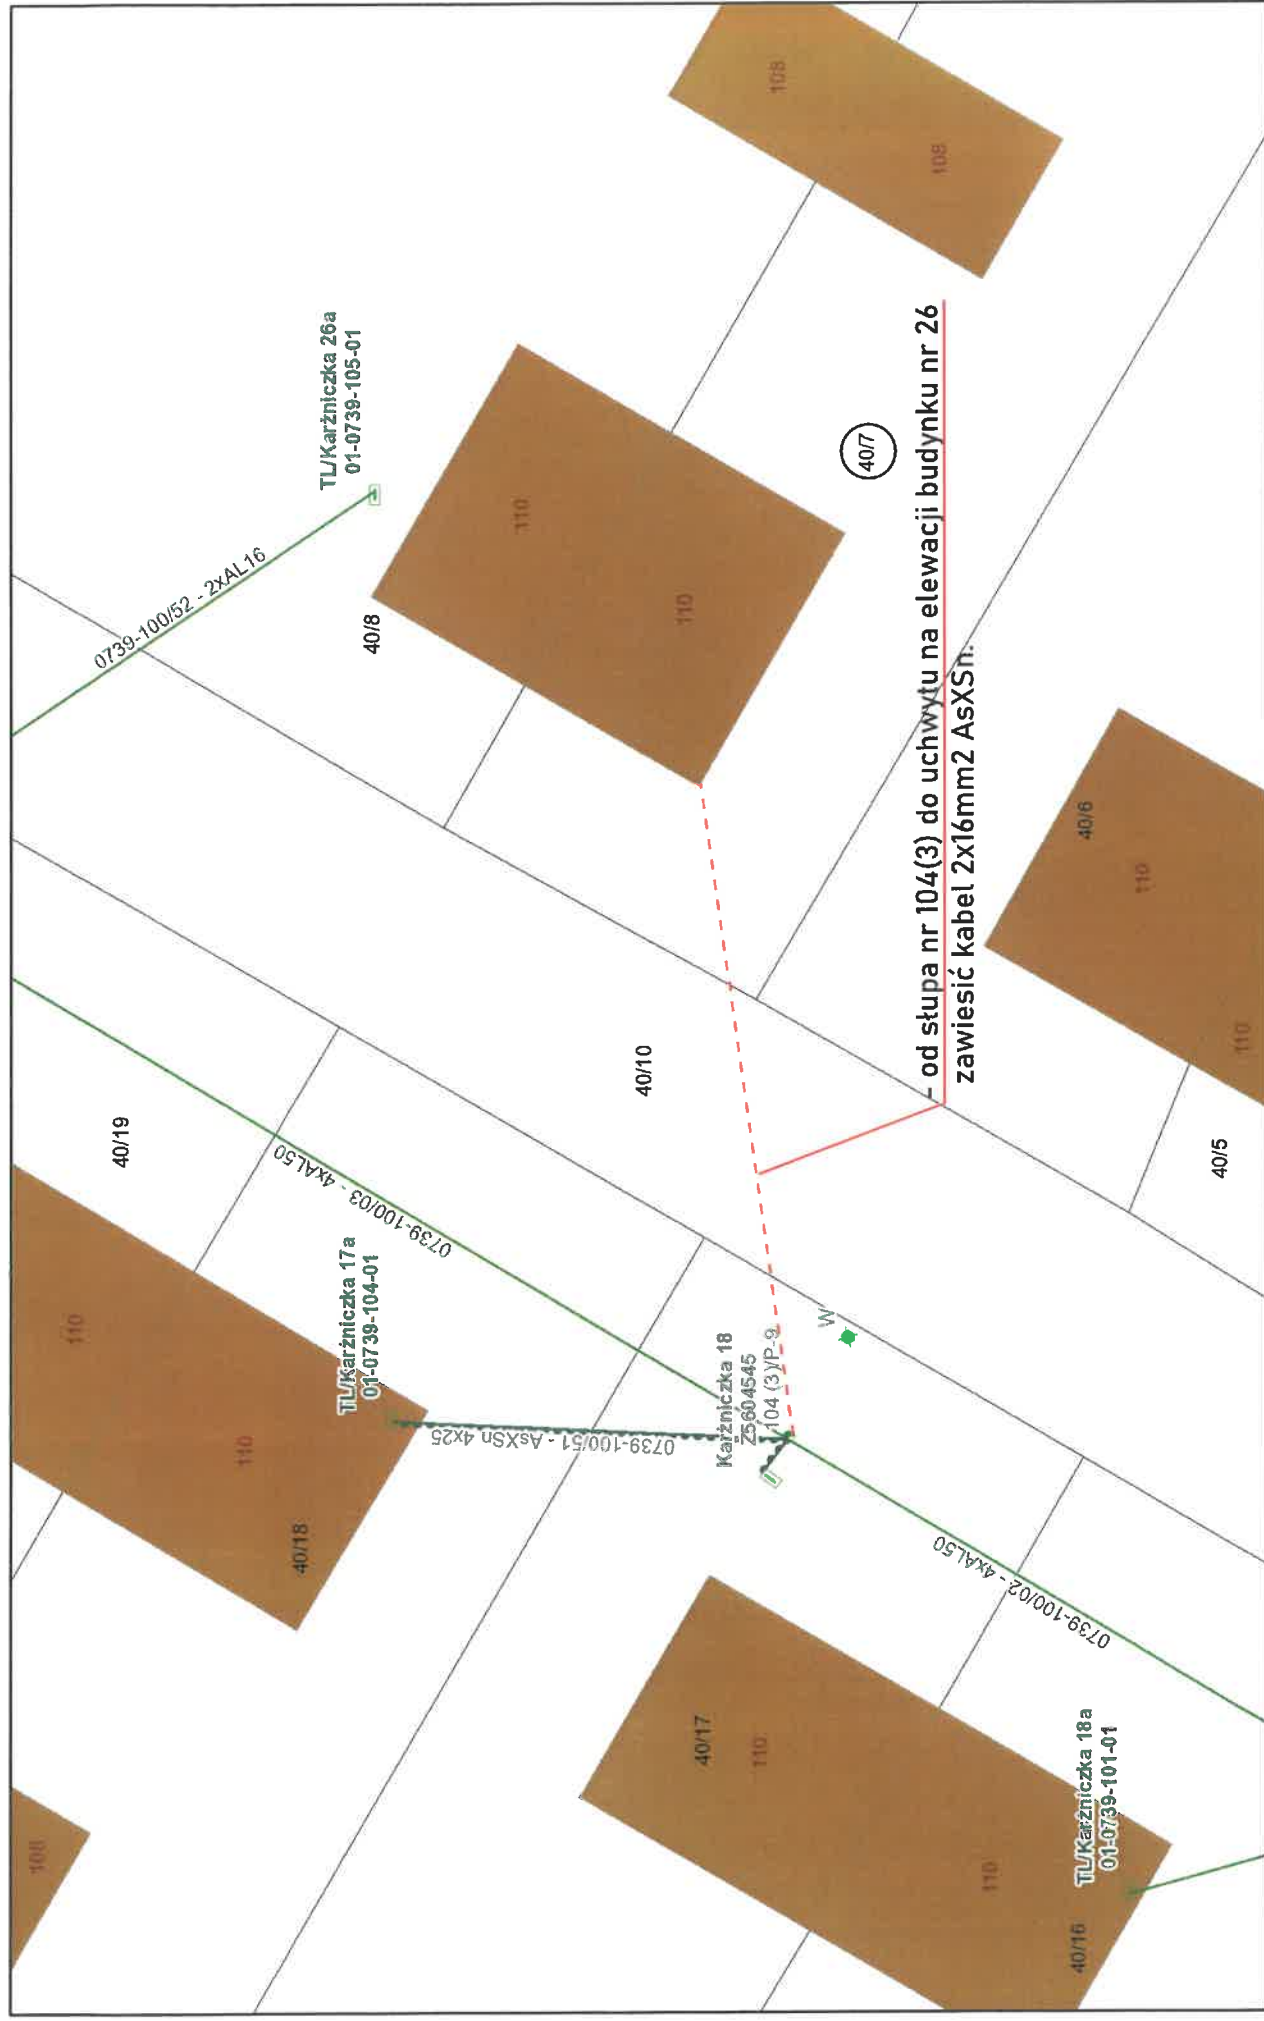 108
108
TL/Karżniczka 26a
01-0739-105-01
0739-100/52 - 2xAL16
40/8
110
110
40/7
- od słupa nr 104(3) do uchwytu na elewacji budynku nr 26
zawiesić kabel 2x16mm2 AsXSn.
40/6
110
110
40/5
40/10
40/19
0739-100/03 - 4xAL50
TL/Karżniczka 17a
01-0739-104-01
110
110
40/18
0739-100/51 - AsXSn 4x25
Karżniczka 18
Z5604545
104 (3)/P-9
W
0739-100/02 - 4xAL50
40/17
110
110
TL/Karżniczka 18a
01-0739-101-01
40/16
108